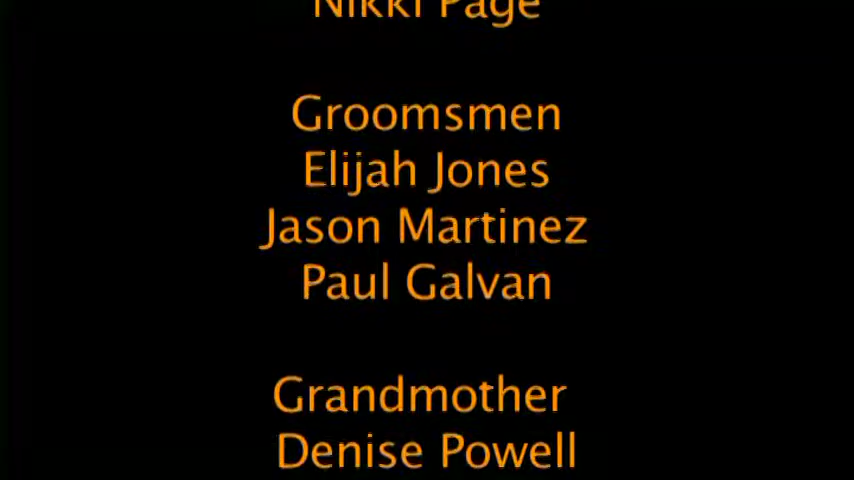 Nikki Page
Groomsmen
Elijah Jones
Jason Martinez
Paul Galvan
Grandmother
Denise Powell